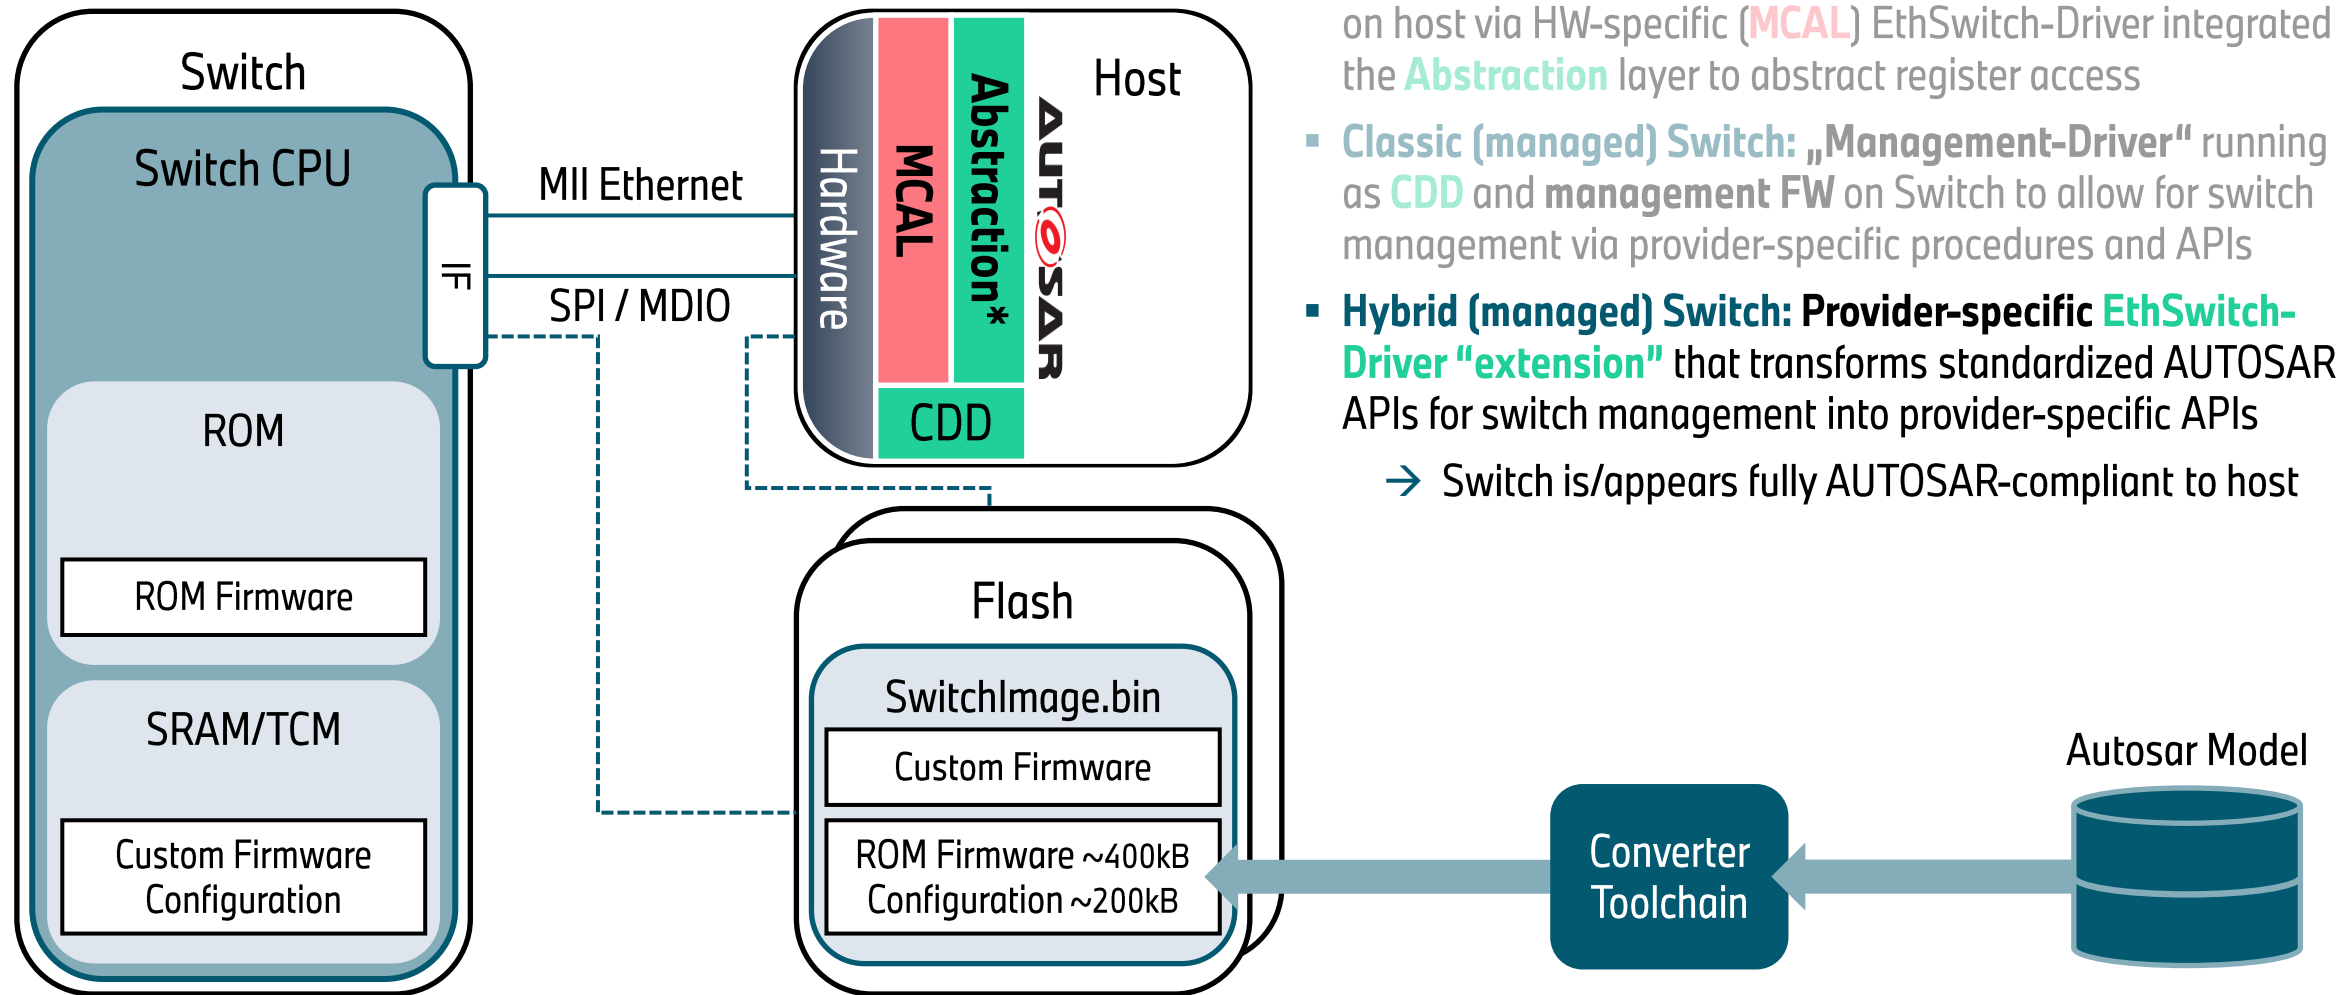 Switch
Switch CPU
IF
ROM
ROM Firmware
SRAM/TCM
Custom Firmware
Configuration
MII Ethernet
SPI / MDIO
Host
Hardware
MCAL
Abstraction*
AUTOSAR
CDD
Flash
SwitchImage.bin
Custom Firmware
ROM Firmware ~400kB
Configuration ~200kB
Converter
Toolchain
Autosar Model
on host via HW-specific (MCAL) EthSwitch-Driver integrated
the Abstraction layer to abstract register access
▪ Classic (managed) Switch: „Management-Driver“ running
as CDD and management FW on Switch to allow for switch
management via provider-specific procedures and APIs
▪ Hybrid (managed) Switch: Provider-specific EthSwitch-
Driver “extension” that transforms standardized AUTOSAR
APIs for switch management into provider-specific APIs
→ Switch is/appears fully AUTOSAR-compliant to host